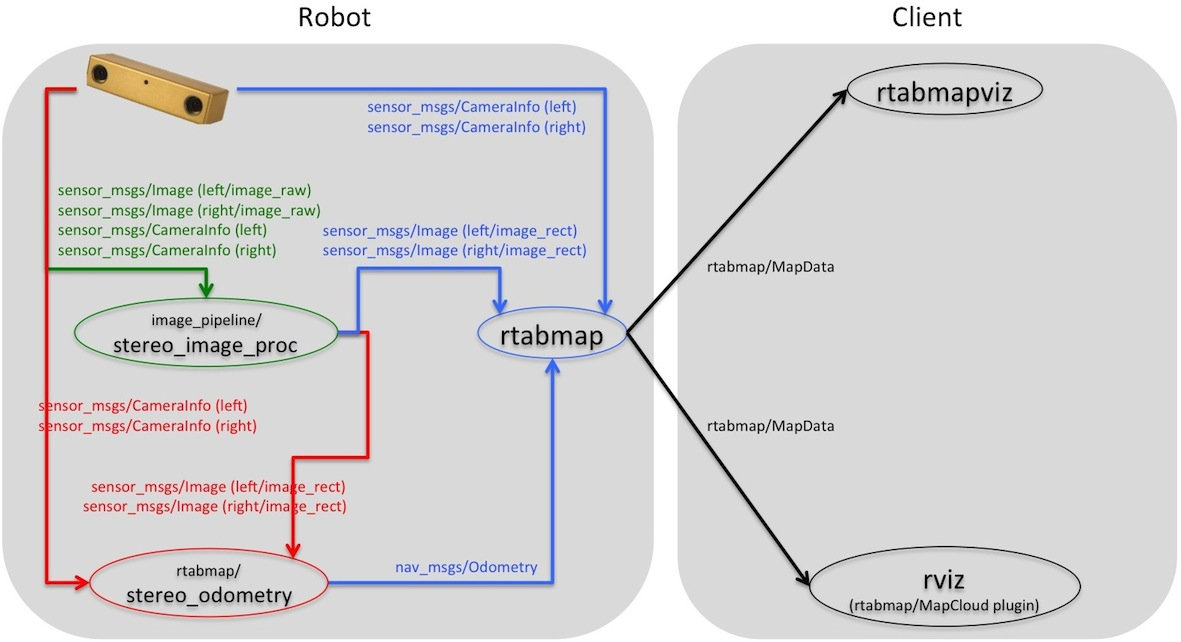 Robot
Client
rtabmapviz
sensor_msgs/CameraInfo (left)
sensor_msgs/CameraInfo (right)
sensor_msgs/Image (left/image_raw)
sensor_msgs/Image (right/image_raw)
sensor_msgs/CameraInfo (left)
sensor_msgs/CameraInfo (right)
sensor_msgs/Image (left/image_rect)
sensor_msgs/Image (right/image_rect)
rtabmap/MapData
image_pipeline/
stereo_image_proc
rtabmap
sensor_msgs/CameraInfo (left)
sensor_msgs/CameraInfo (right)
rtabmap/MapData
sensor_msgs/Image (left/image_rect)
sensor_msgs/Image (right/image_rect)
nav_msgs/Odometry
rtabmap/
stereo_odometry
rviz
(rtabmap/MapCloud plugin)